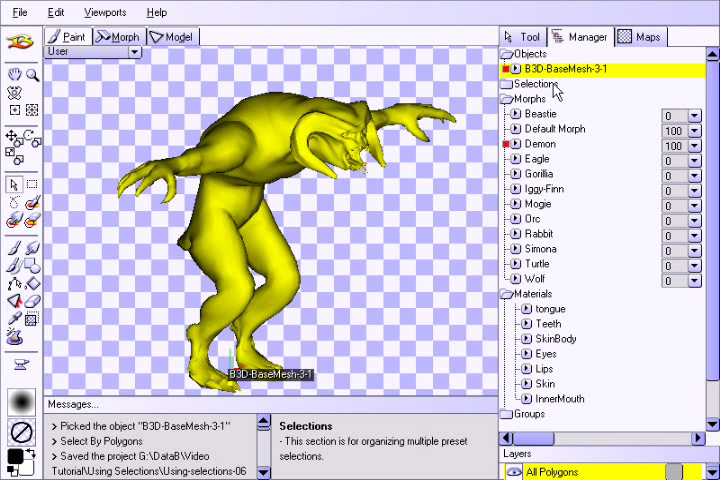 File Edit Viewports Help
Paint Morph Model
Tool Manager Maps
User
Objects
B3D-BaseMesh-3-1
Selections
Morphs
Beastie 0
Default Morph 100
Demon 100
Eagle 0
Gorillia 0
Iggy-Finn 0
Mogie 0
Orc 0
Rabbit 0
Simona 0
Turtle 0
Wolf 0
Materials
tongue
Teeth
SkinBody
Eyes
Lips
Skin
InnerMouth
Groups
B3D-BaseMesh-3-1
Messages...
> Picked the object "B3D-BaseMesh-3-1"
> Select By Polygons
> Saved the project G:\DataB\Video
Tutorial\Using Selections\Using-selections-06
Selections
- This section is for organizing multiple preset
selections.
Layers
All Polygons